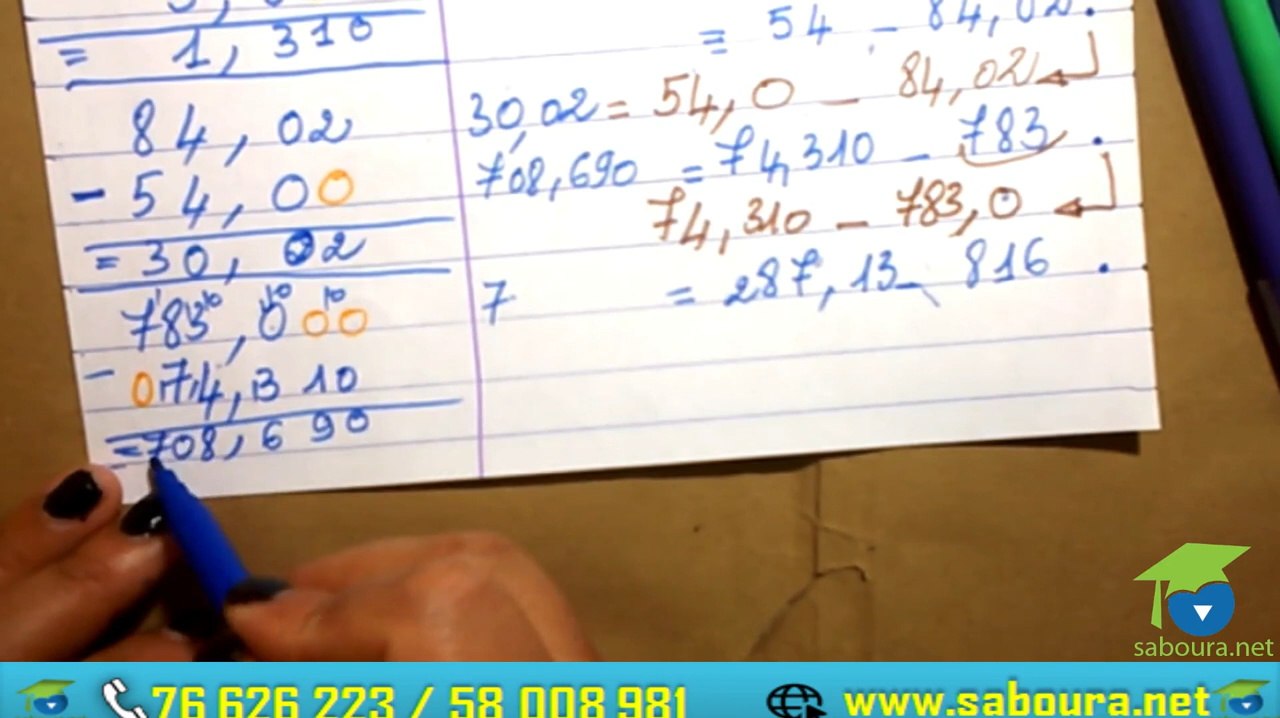 = 1, 310
84, 02
- 54, 00
= 30, 02
783, 000
- 074, 310
= 708, 690
= 54 - 84, 02.
30,02 = 54,0 - 84,02
708,690 = 74,310 - 783 .
74,310 - 783,0
7 = 287,13 - 816 .
saboura.net
76 626 223 / 58 008 981
www.saboura.net